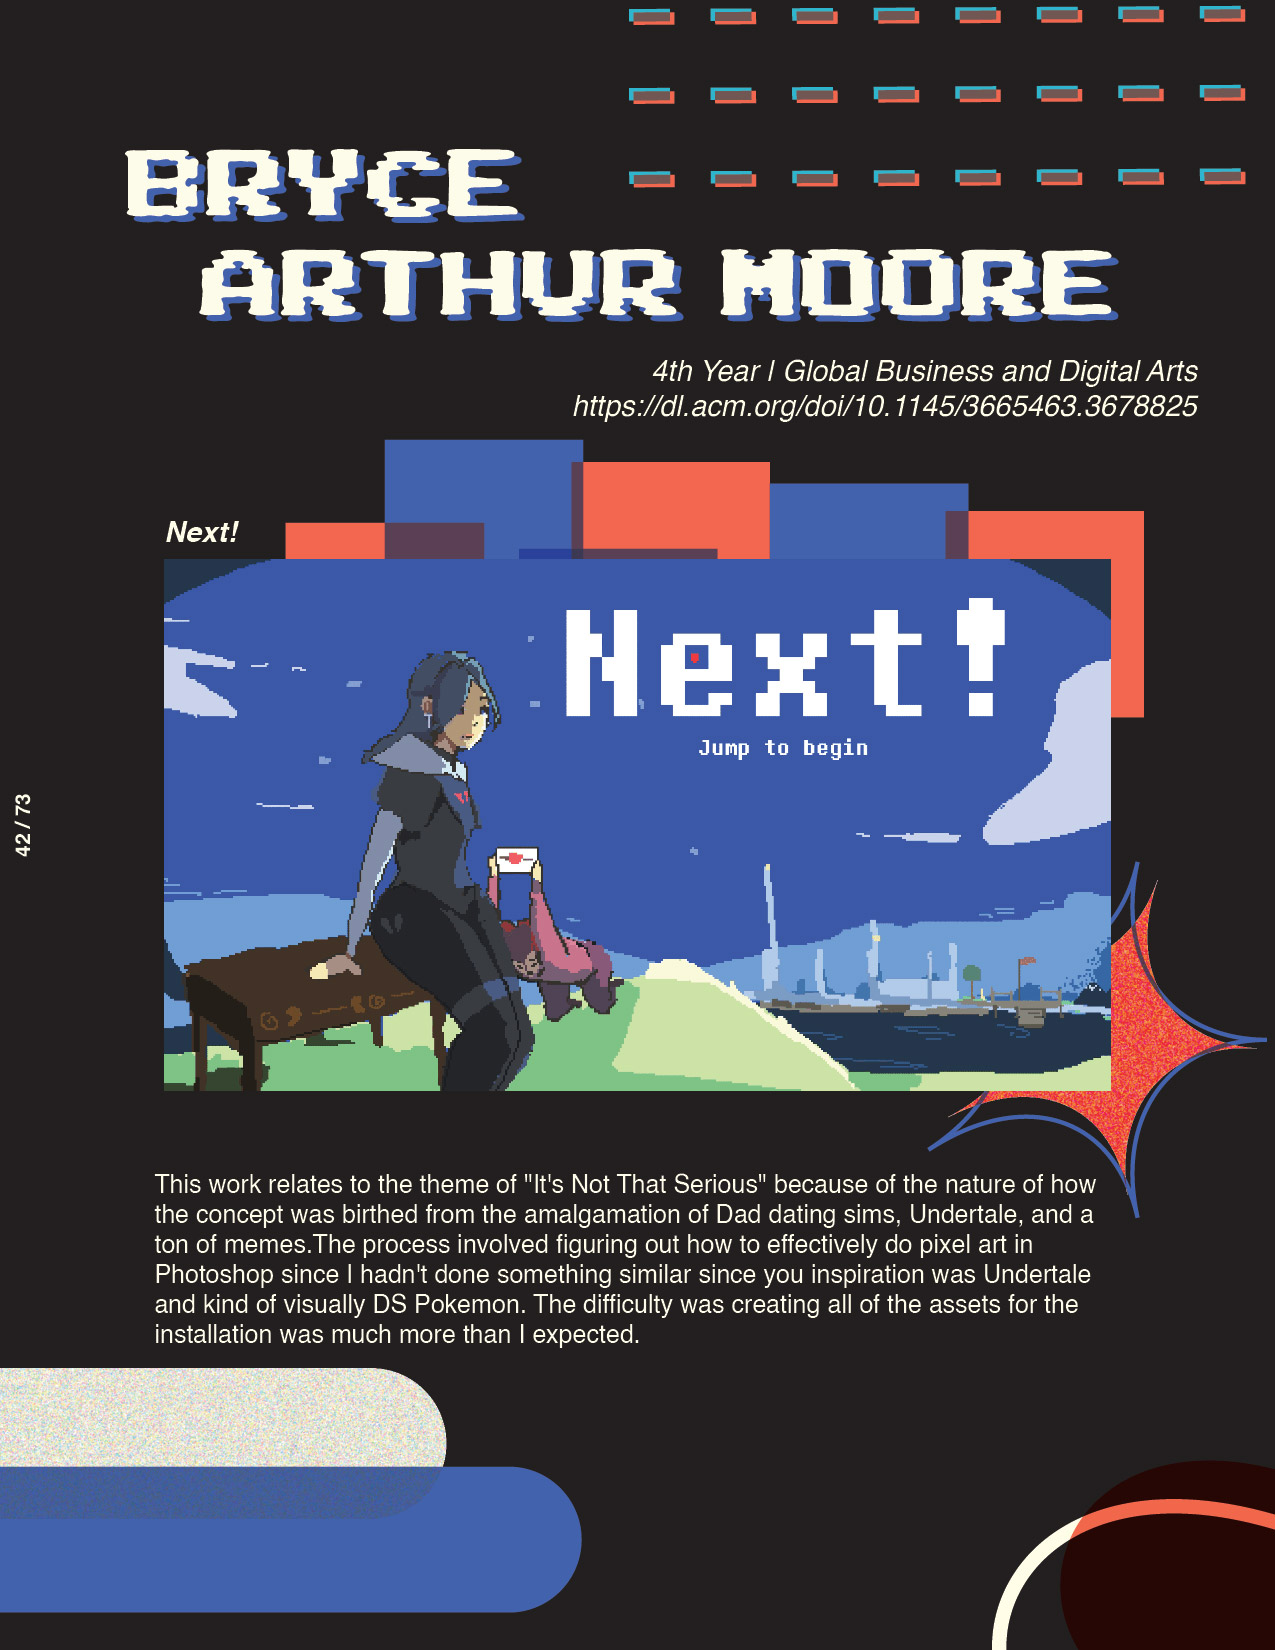 BRYCE
ARTHUR MOORE
4th Year | Global Business and Digital Arts
https://dl.acm.org/doi/10.1145/3665463.3678825
Next!
Next!
Jump to begin
42 / 73
This work relates to the theme of "It's Not That Serious" because of the nature of how
the concept was birthed from the amalgamation of Dad dating sims, Undertale, and a
ton of memes.The process involved figuring out how to effectively do pixel art in
Photoshop since I hadn't done something similar since you inspiration was Undertale
and kind of visually DS Pokemon. The difficulty was creating all of the assets for the
installation was much more than I expected.